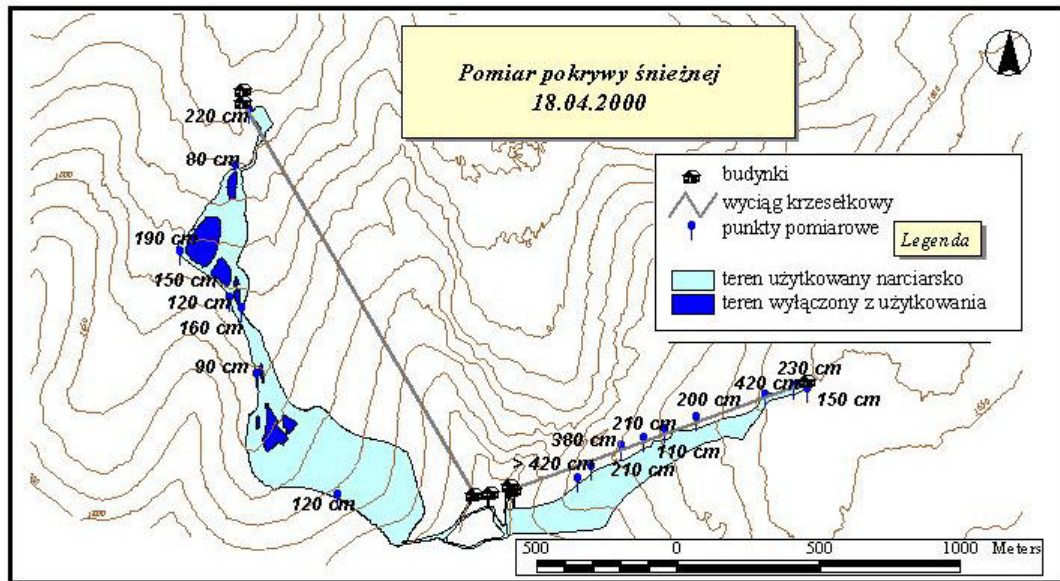 Pomiar pokrywy śnieżnej
18.04.2000
220 cm
80 cm
190 cm
150 cm
120 cm
160 cm
90 cm
120 cm
budynki
wyciąg krzesełkowy
punkty pomiarowe
Legenda
teren użytkowany narciarsko
teren wyłączony z użytkowania
230 cm
420 cm
150 cm
200 cm
210 cm
110 cm
380 cm
210 cm
> 420 cm
500 0 500 1000 Meters